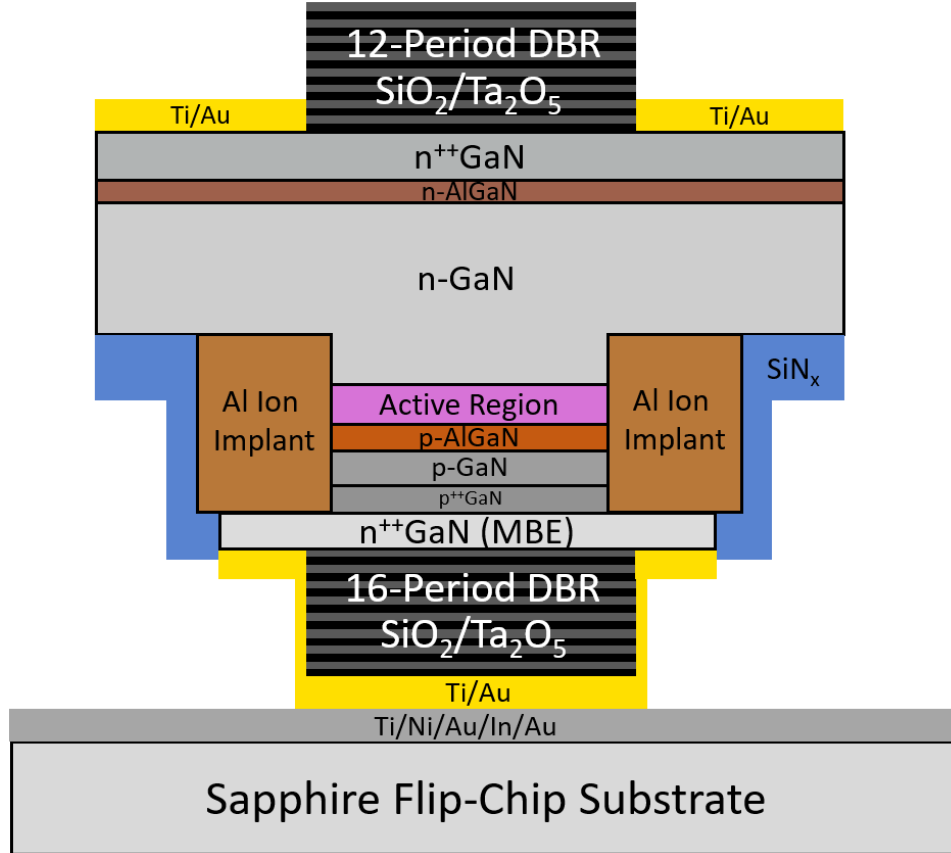 12-Period DBR
SiO₂/Ta₂O₅
Ti/Au Ti/Au
n⁺⁺GaN
n-AlGaN
n-GaN
SiNₓ
Al Ion
Implant
Active Region
p-AlGaN
p-GaN
p⁺⁺GaN
Al Ion
Implant
n⁺⁺GaN (MBE)
16-Period DBR
SiO₂/Ta₂O₅
Ti/Au
Ti/Ni/Au/In/Au
Sapphire Flip-Chip Substrate